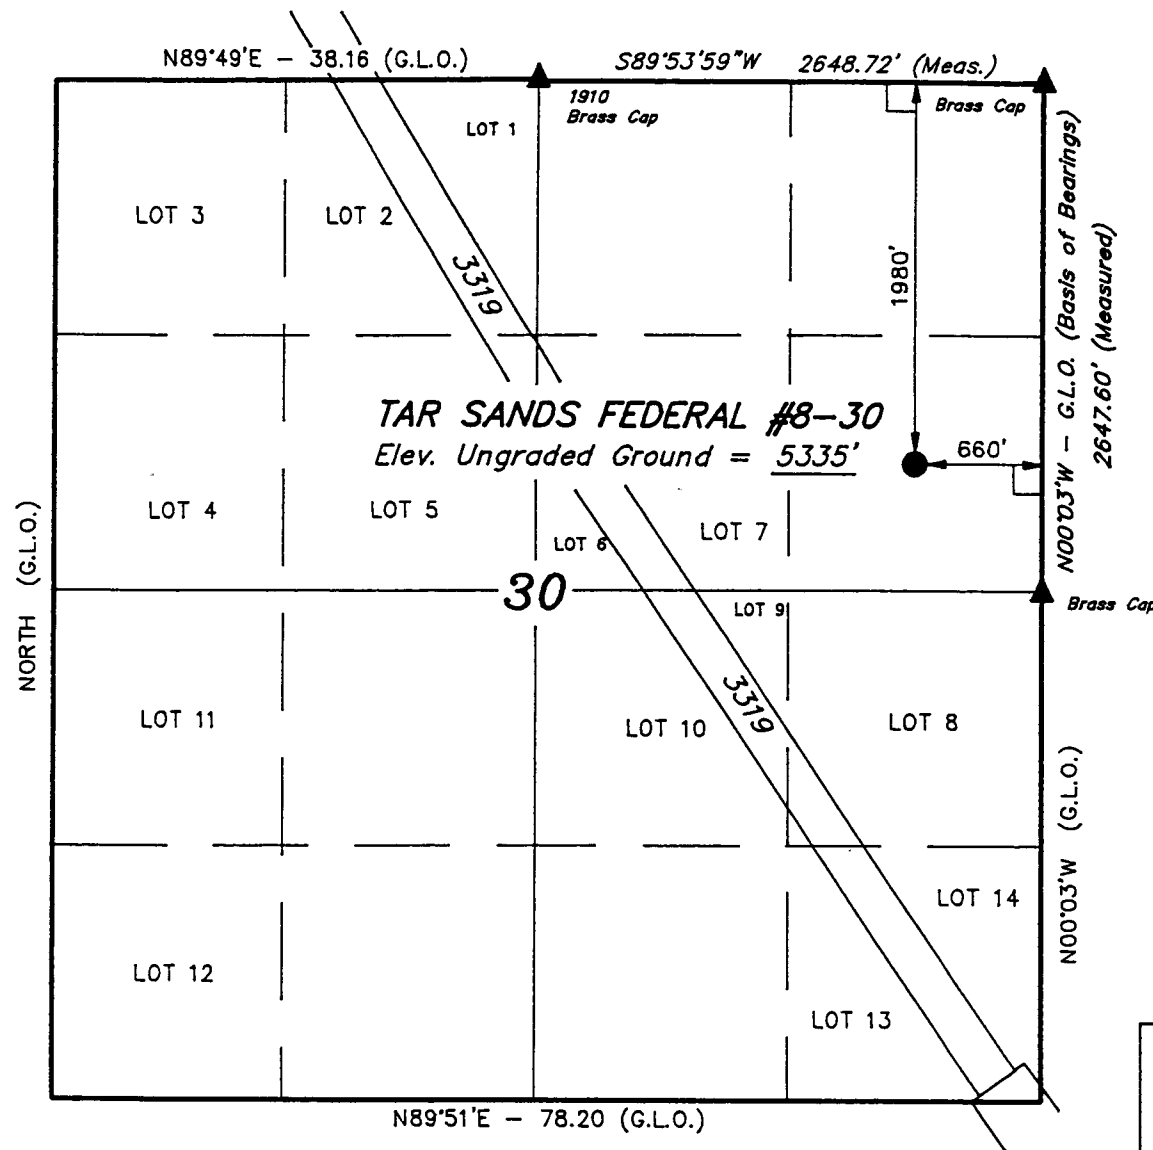 N89°49'E – 38.16 (G.L.O.)
S89°53'59"W 2648.72' (Meas.)
1910
Brass Cap
Brass Cap
LOT 1
LOT 3
LOT 2
3319
1980'
N00°03'W – G.L.O. (Basis of Bearings)
2647.60' (Measured)
TAR SANDS FEDERAL #8–30
Elev. Ungraded Ground = 5335'
660'
LOT 4
LOT 5
LOT 6
LOT 7
NORTH (G.L.O.)
30
Brass Cap
LOT 9
LOT 11
LOT 10
3319
LOT 8
N00°03'W (G.L.O.)
LOT 14
LOT 12
LOT 13
N89°51'E – 78.20 (G.L.O.)